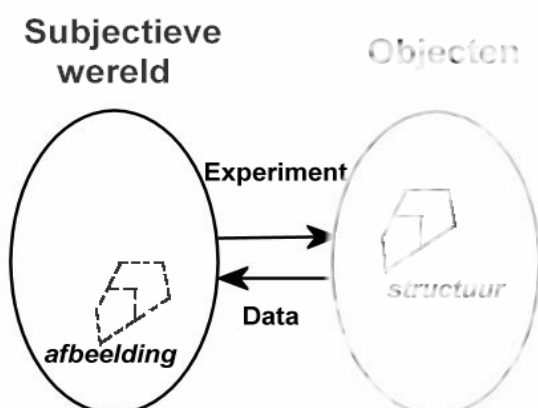 Subjectieve
wereld
Objecten
Experiment
structuur
Data
afbeelding